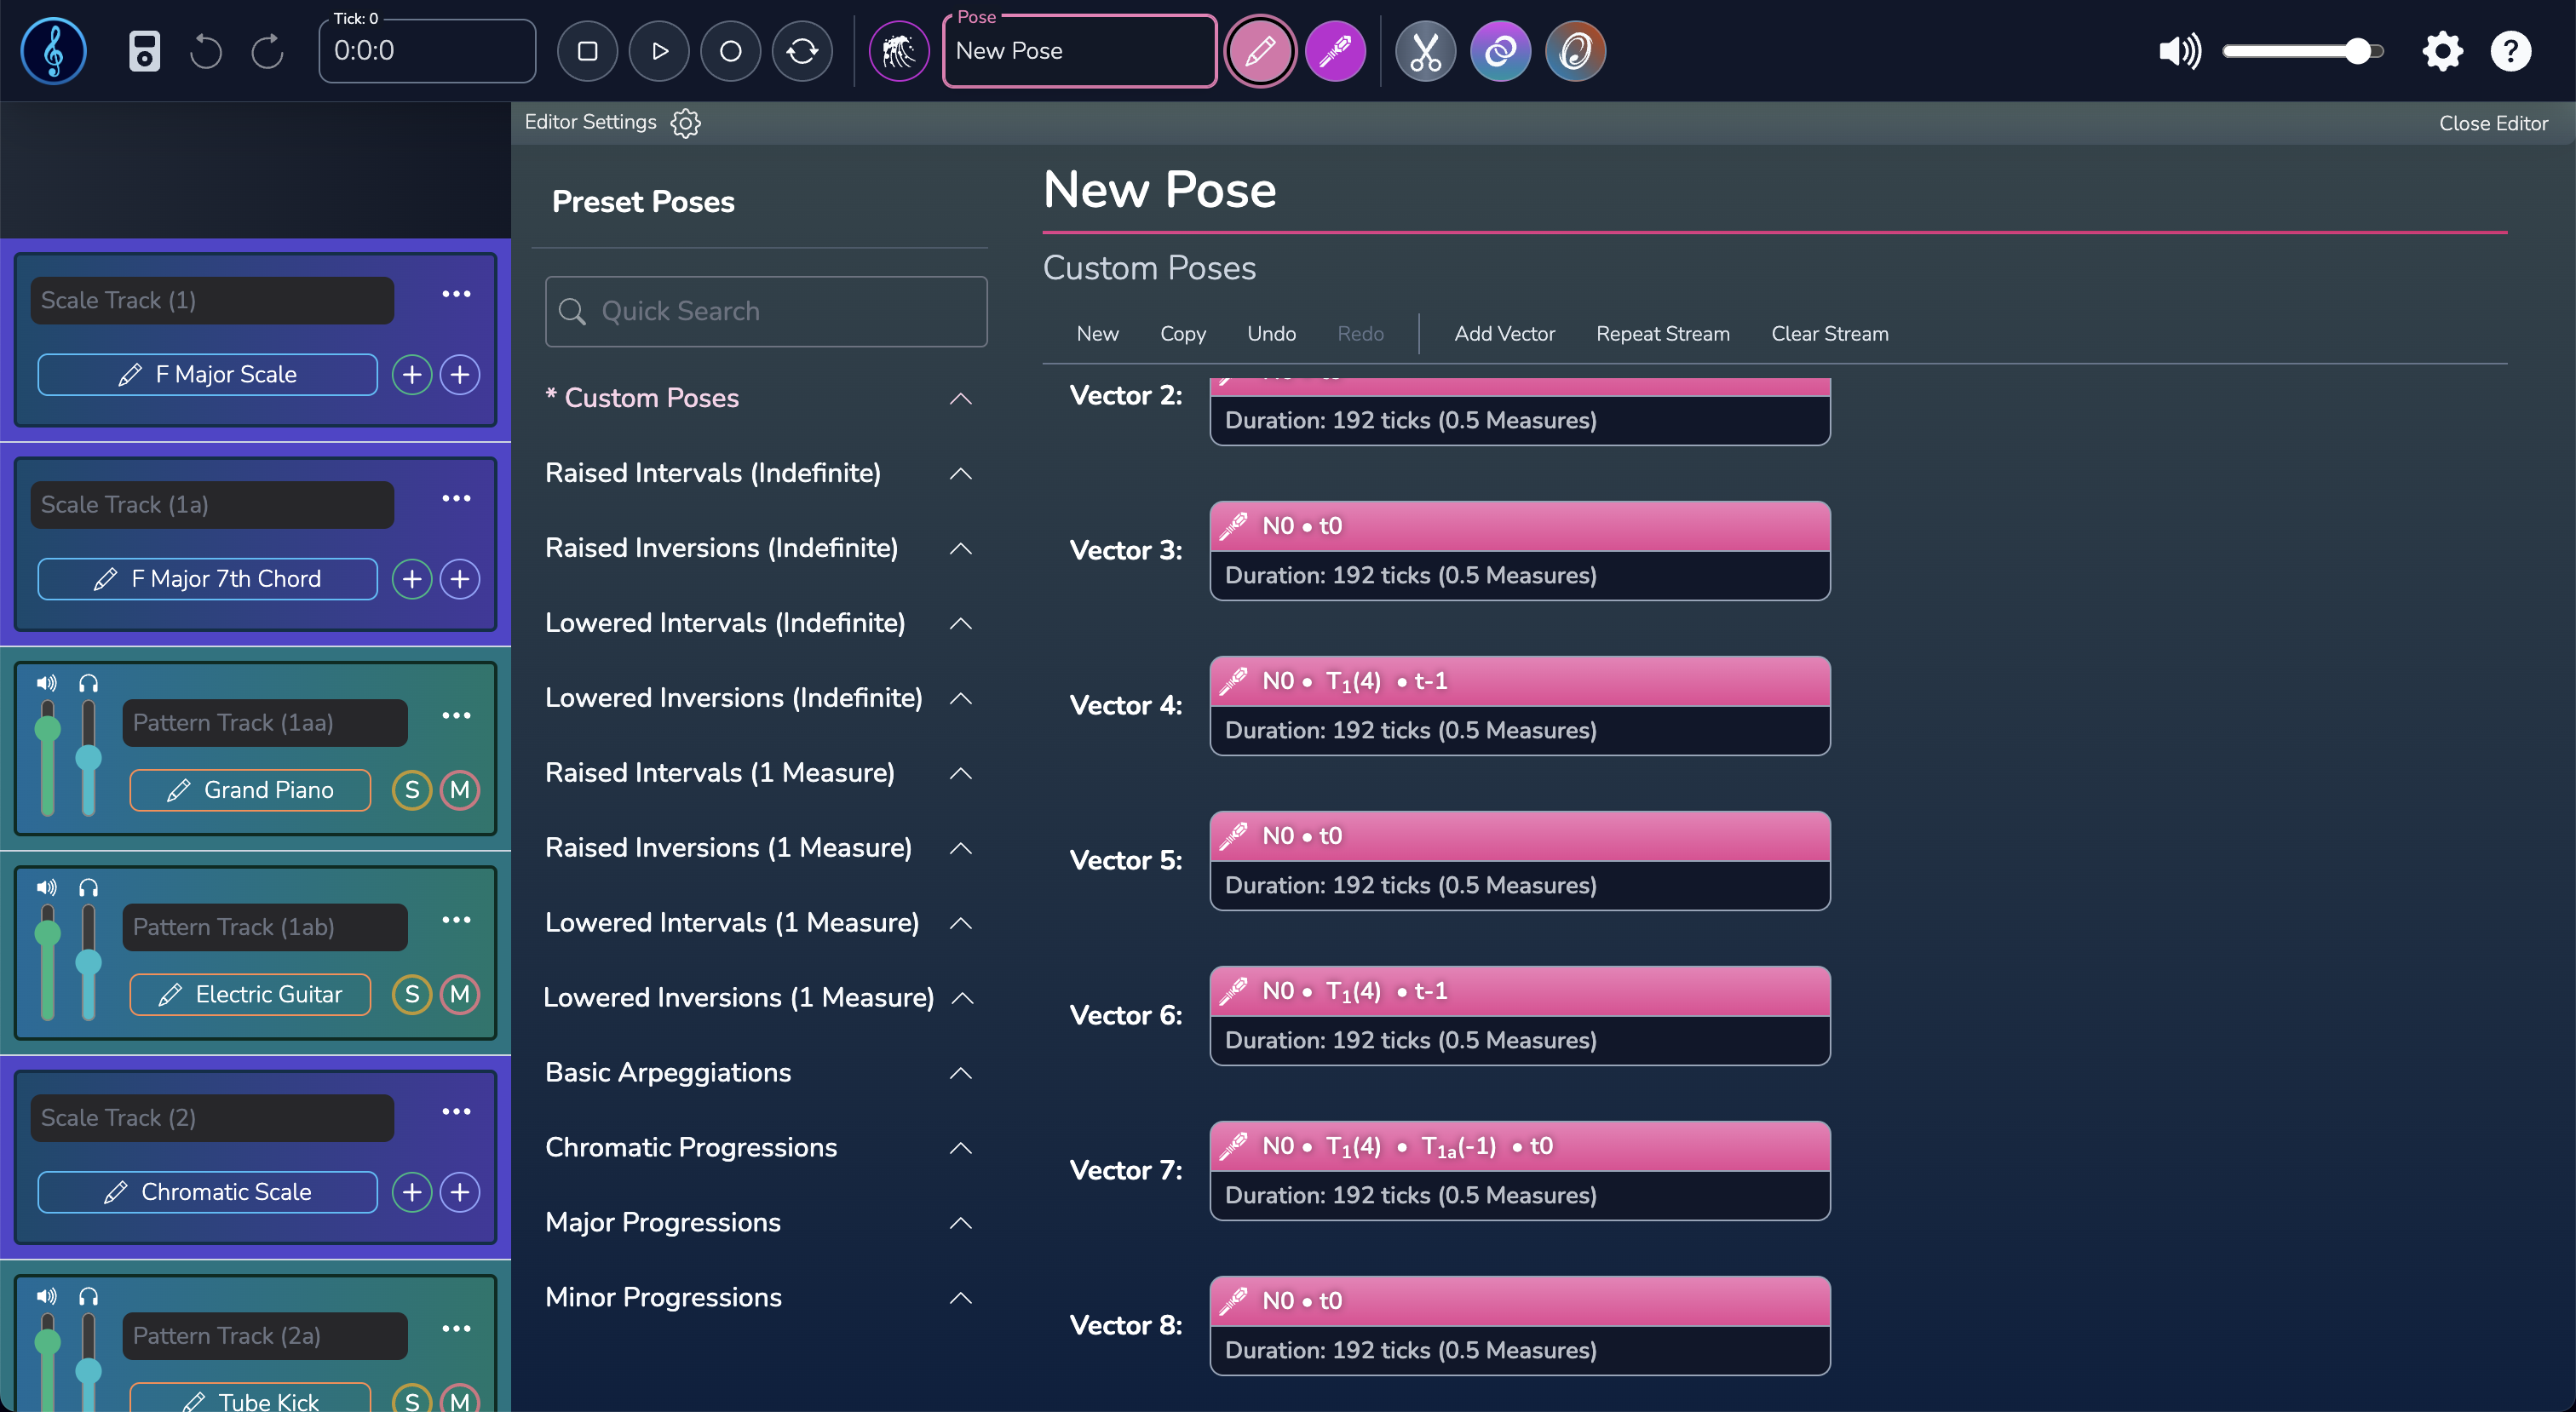 Tick: 0
0:0:0
Pose
New Pose
?
Editor Settings
Close Editor
Scale Track (1)
F Major Scale
Scale Track (1a)
F Major 7th Chord
Pattern Track (1aa)
Grand Piano
S
M
Pattern Track (1ab)
Electric Guitar
S
M
Scale Track (2)
Chromatic Scale
Pattern Track (2a)
Tube Kick
S
M
Preset Poses
Quick Search
* Custom Poses
Raised Intervals (Indefinite)
Raised Inversions (Indefinite)
Lowered Intervals (Indefinite)
Lowered Inversions (Indefinite)
Raised Intervals (1 Measure)
Raised Inversions (1 Measure)
Lowered Intervals (1 Measure)
Lowered Inversions (1 Measure)
Basic Arpeggiations
Chromatic Progressions
Major Progressions
Minor Progressions
New Pose
Custom Poses
New Copy Undo Redo Add Vector Repeat Stream Clear Stream
Vector 2:
Duration: 192 ticks (0.5 Measures)
Vector 3:
N0 • t0
Duration: 192 ticks (0.5 Measures)
Vector 4:
N0 • T1(4) • t-1
Duration: 192 ticks (0.5 Measures)
Vector 5:
N0 • t0
Duration: 192 ticks (0.5 Measures)
Vector 6:
N0 • T1(4) • t-1
Duration: 192 ticks (0.5 Measures)
Vector 7:
N0 • T1(4) • T1a(-1) • t0
Duration: 192 ticks (0.5 Measures)
Vector 8:
N0 • t0
Duration: 192 ticks (0.5 Measures)